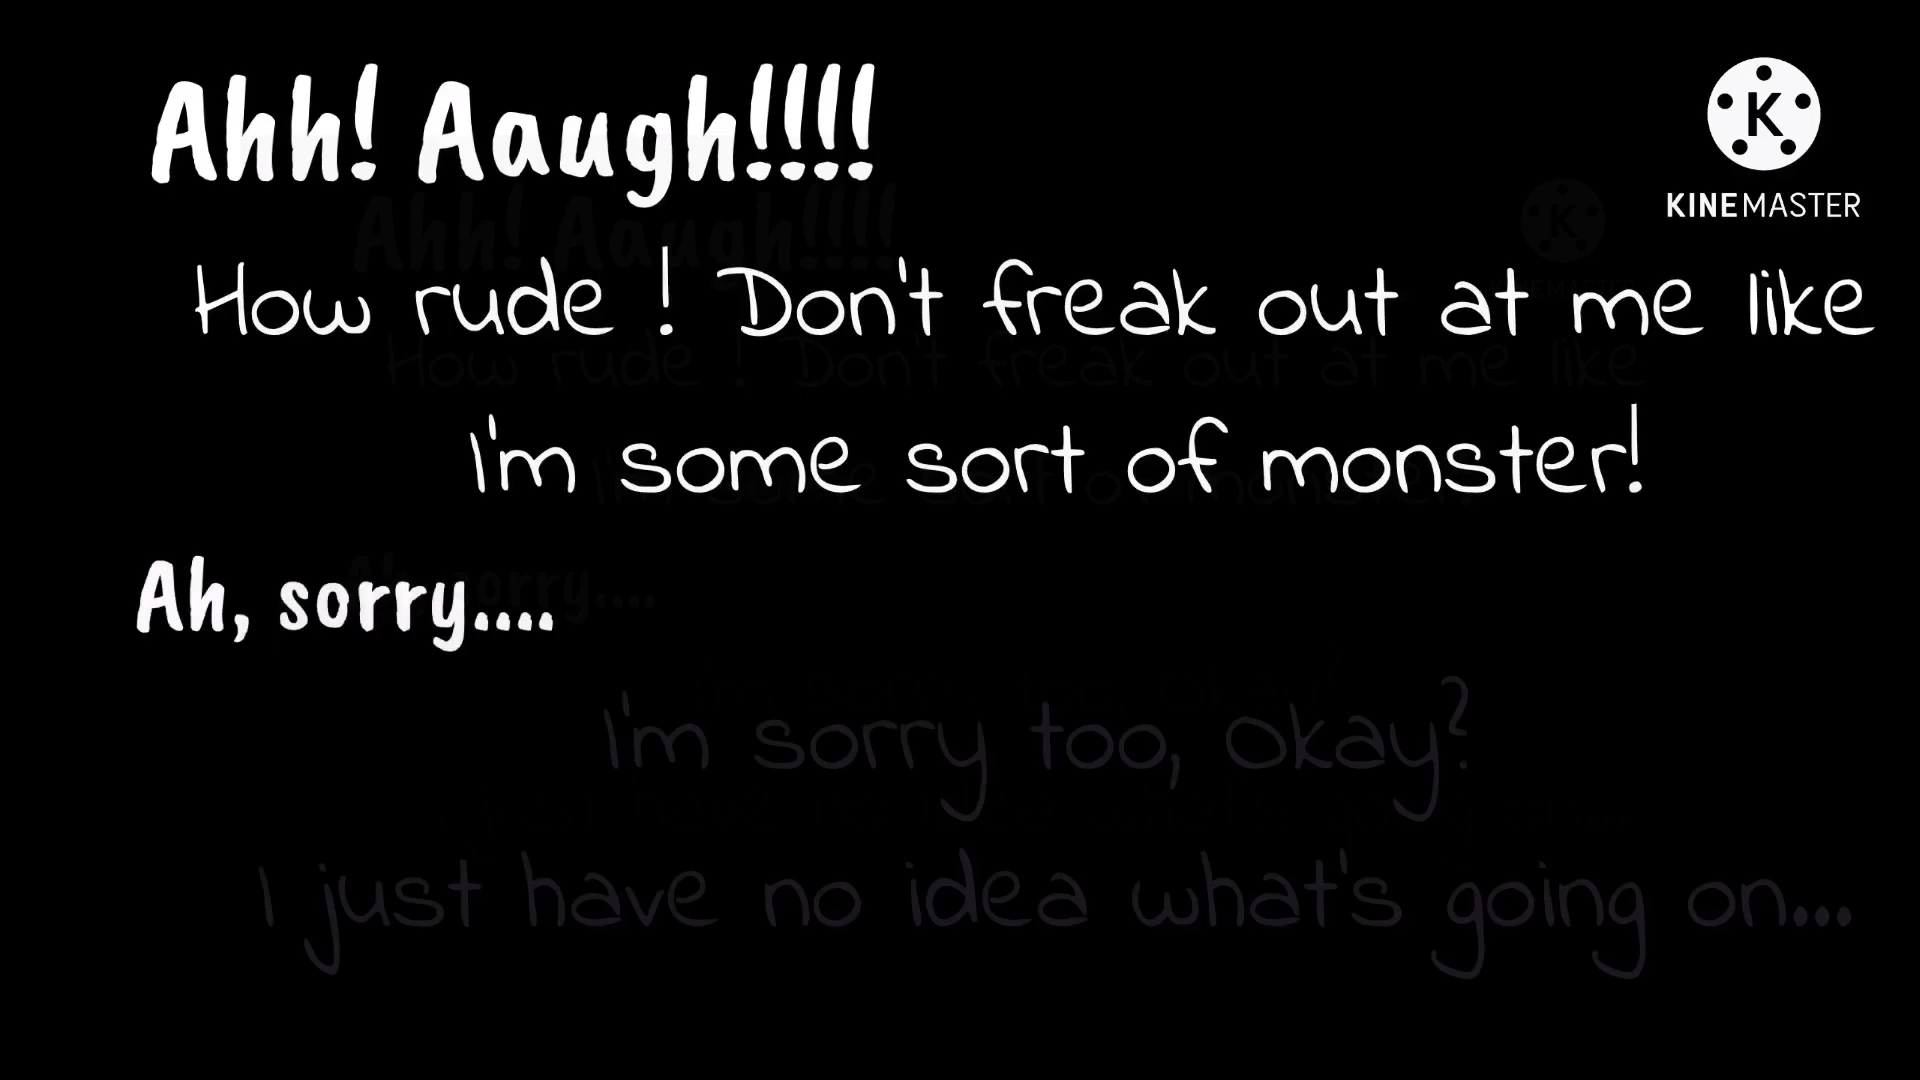 Ahh! Aaugh!!!!
KINEMASTER
How rude ! Don't freak out at me like
I'm some sort of monster!
Ah, sorry....
I'm sorry too, Okay?
I just have no idea what's going on...